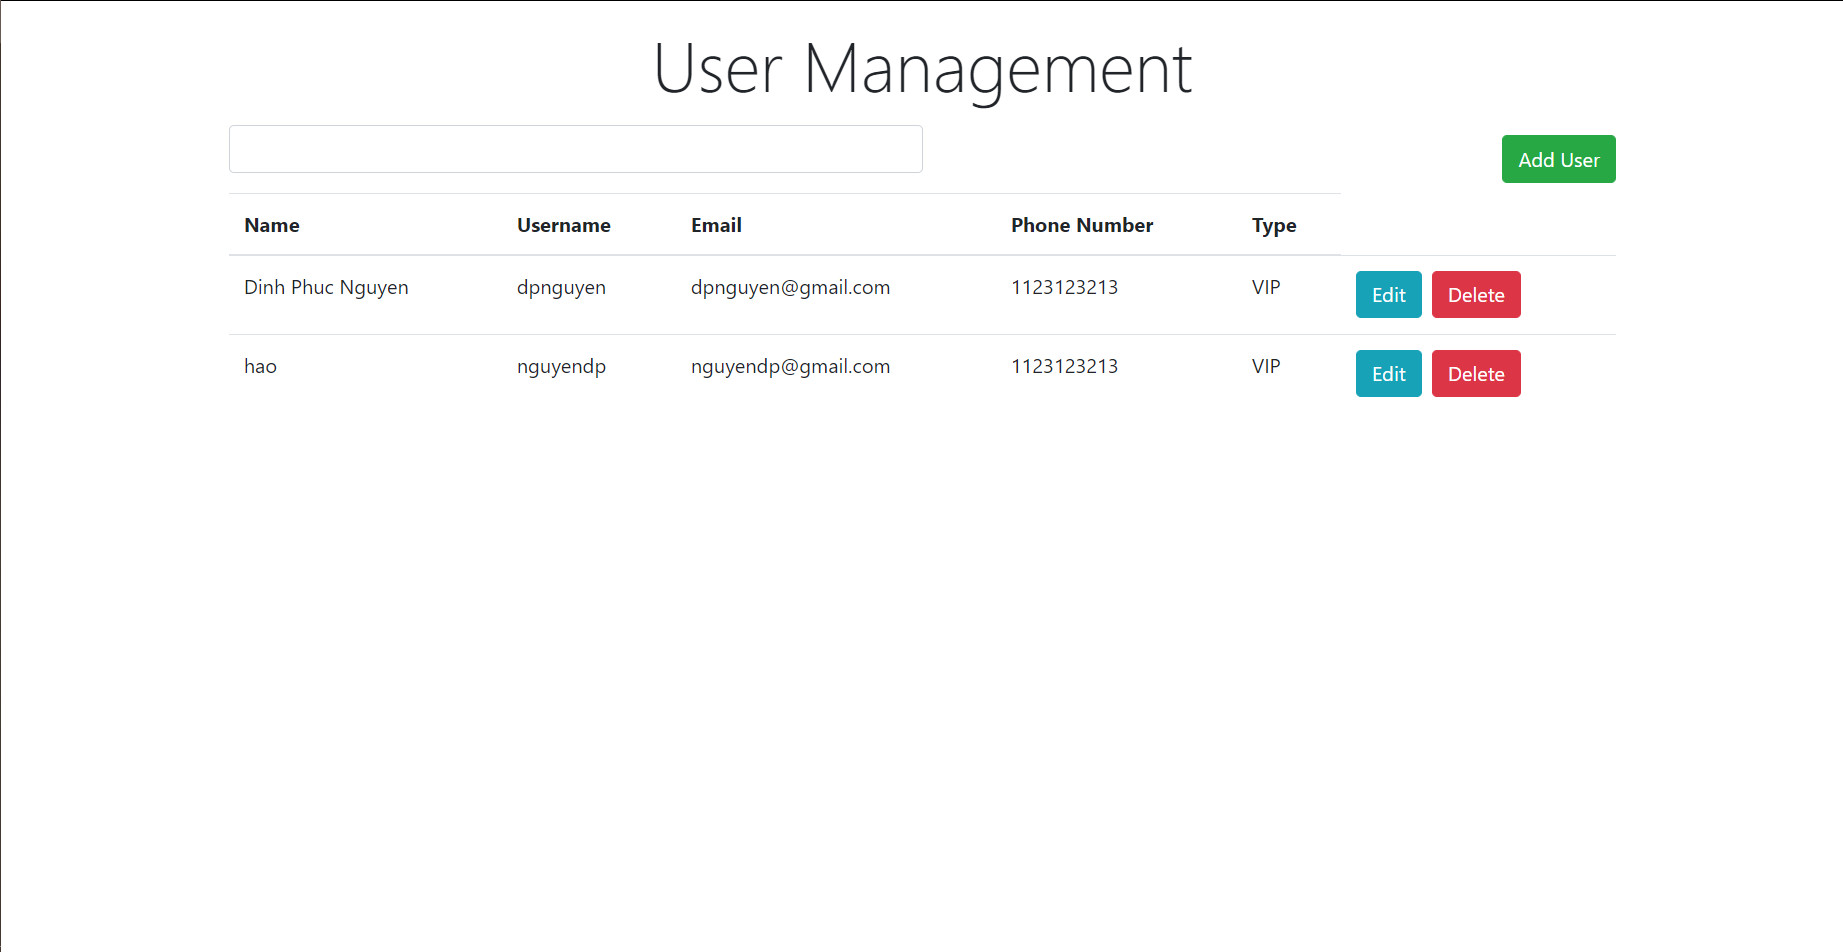 User Management
Add User
Name Username Email Phone Number Type
Dinh Phuc Nguyen dpnguyen dpnguyen@gmail.com 1123123213 VIP Edit Delete
hao nguyendp nguyendp@gmail.com 1123123213 VIP Edit Delete